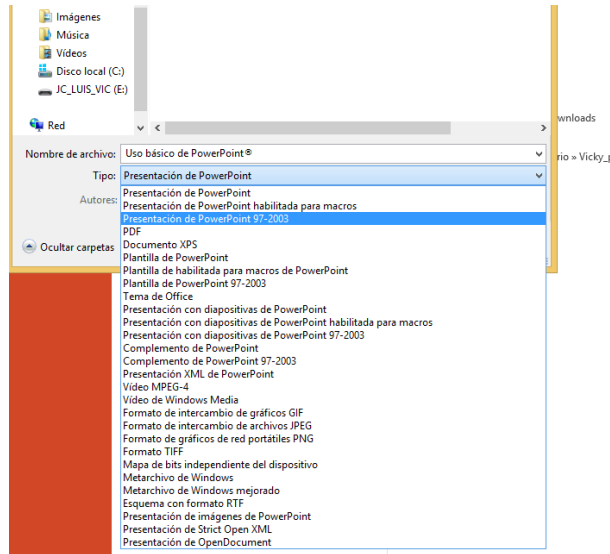 Imágenes
Música
Vídeos
Disco local (C:)
JC_LUIS_VIC (E:)
Red
wnloads
Nombre de archivo: Uso básico de PowerPoint®
rio » Vicky_p
Tipo: Presentación de PowerPoint
Autores:
Ocultar carpetas
Presentación de PowerPoint
Presentación de PowerPoint habilitada para macros
Presentación de PowerPoint 97-2003
PDF
Documento XPS
Plantilla de PowerPoint
Plantilla de habilitada para macros de PowerPoint
Plantilla de PowerPoint 97-2003
Tema de Office
Presentación con diapositivas de PowerPoint
Presentación con diapositivas de PowerPoint habilitada para macros
Presentación con diapositivas de PowerPoint 97-2003
Complemento de PowerPoint
Complemento de PowerPoint 97-2003
Presentación XML de PowerPoint
Vídeo MPEG-4
Vídeo de Windows Media
Formato de intercambio de gráficos GIF
Formato de intercambio de archivos JPEG
Formato de gráficos de red portátiles PNG
Formato TIFF
Mapa de bits independiente del dispositivo
Metarchivo de Windows
Metarchivo de Windows mejorado
Esquema con formato RTF
Presentación de imágenes de PowerPoint
Presentación de Strict Open XML
Presentación de OpenDocument